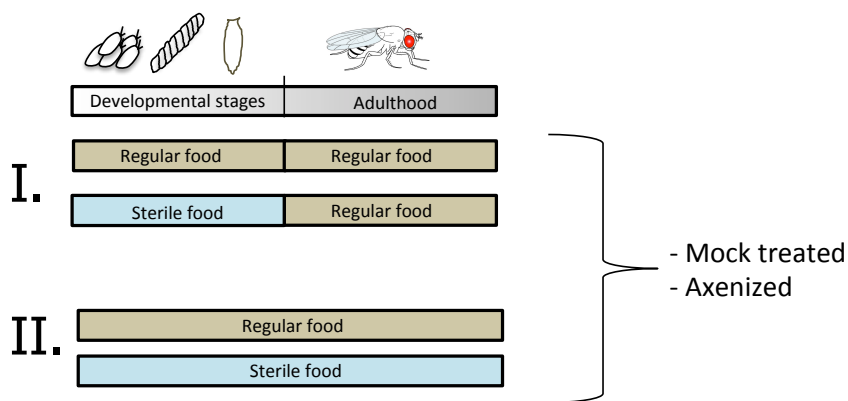 Developmental stages Adulthood
I.
Regular food Regular food
Sterile food Regular food
- Mock treated
- Axenized
II.
Regular food
Sterile food